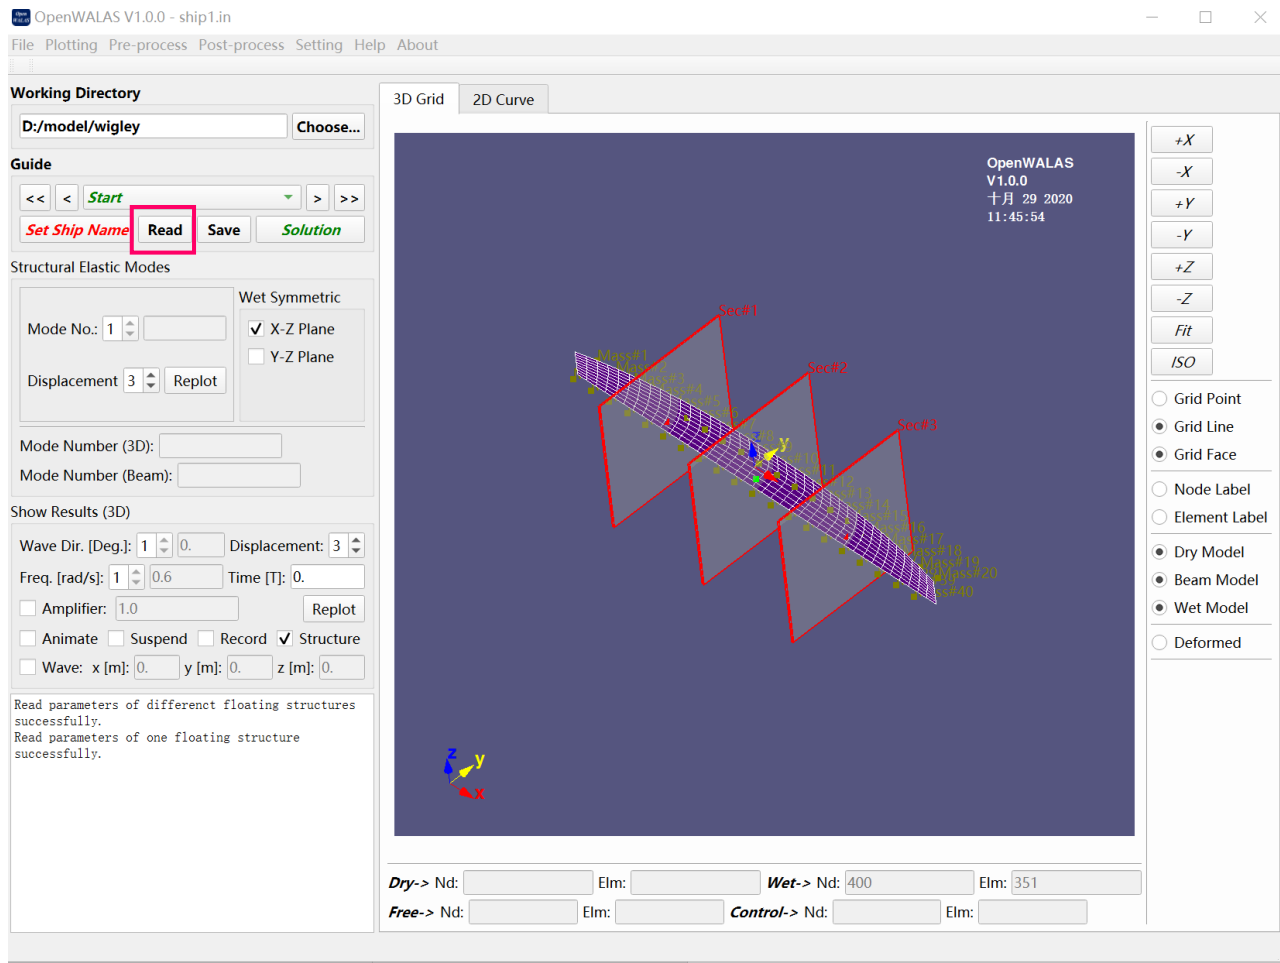 OpenWALAS V1.0.0 - ship1.in
File Plotting Pre-process Post-process Setting Help About
Working Directory
D:/model/wigley
Choose...
Guide
<< < Start > >>
Set Ship Name Read Save Solution
Structural Elastic Modes
Mode No.: 1
Displacement 3 Replot
Wet Symmetric
X-Z Plane
Y-Z Plane
Mode Number (3D):
Mode Number (Beam):
Show Results (3D)
Wave Dir. [Deg.]: 1 0. Displacement: 3
Freq. [rad/s]: 1 0.6 Time [T]: 0.
Amplifier: 1.0 Replot
Animate Suspend Record Structure
Wave: x [m]: 0. y [m]: 0. z [m]: 0.
Read parameters of differenct floating structures
successfully.
Read parameters of one floating structure
successfully.
3D Grid 2D Curve
OpenWALAS
V1.0.0
十月 29 2020
11:45:54
Sec#1
Sec#2
Sec#3
Mass#1
Mass#20
z
y
z
y
x
Dry-> Nd: Elm: Wet-> Nd: 400 Elm: 351
Free-> Nd: Elm: Control-> Nd: Elm:
+X
-X
+Y
-Y
+Z
-Z
Fit
ISO
Grid Point
Grid Line
Grid Face
Node Label
Element Label
Dry Model
Beam Model
Wet Model
Deformed